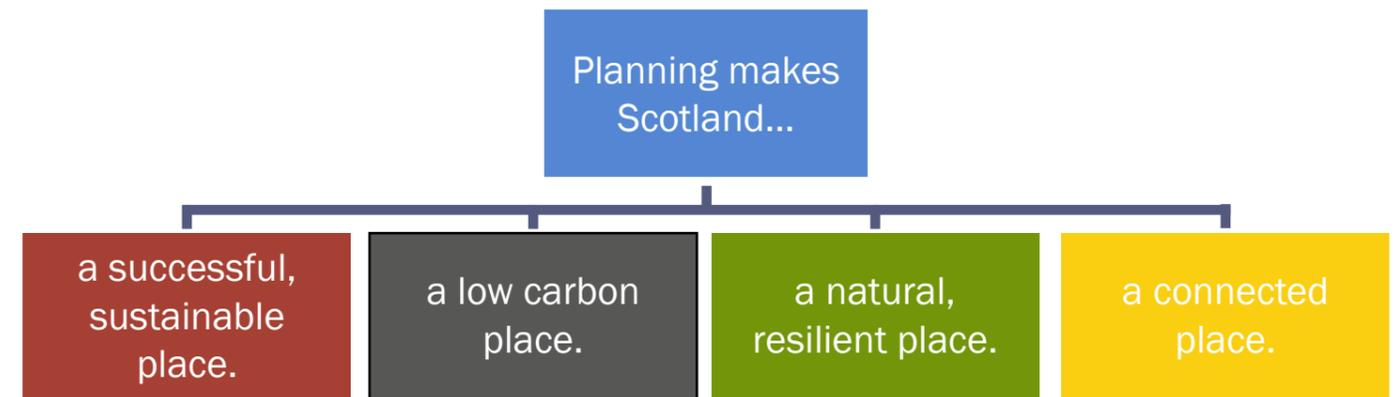 Planning makes
Scotland...
a successful,
sustainable
place.
a low carbon
place.
a natural,
resilient place.
a connected
place.